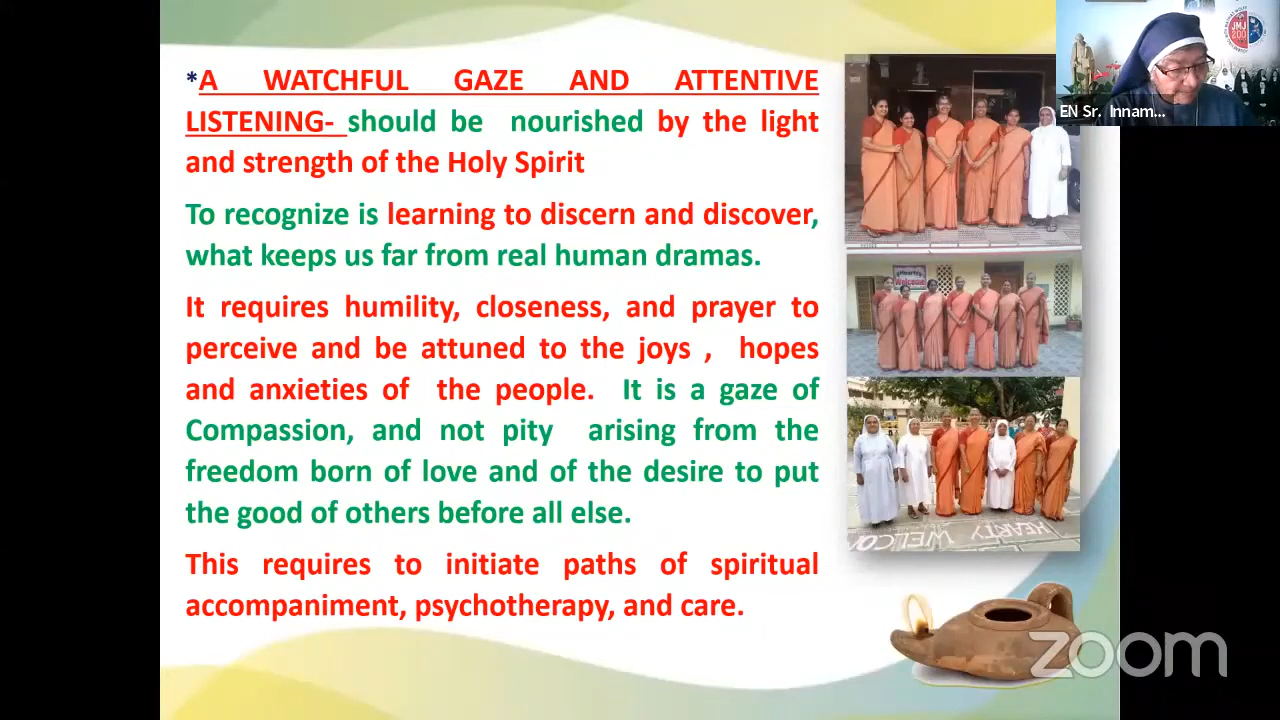 *A WATCHFUL GAZE AND ATTENTIVE
LISTENING- should be nourished by the light
and strength of the Holy Spirit
To recognize is learning to discern and discover,
what keeps us far from real human dramas.
It requires humility, closeness, and prayer to
perceive and be attuned to the joys , hopes
and anxieties of the people. It is a gaze of
Compassion, and not pity arising from the
freedom born of love and of the desire to put
the good of others before all else.
This requires to initiate paths of spiritual
accompaniment, psychotherapy, and care.
JMJ
200
EN Sr. Innam...
Welcome
HEARTY WELCO
zoom